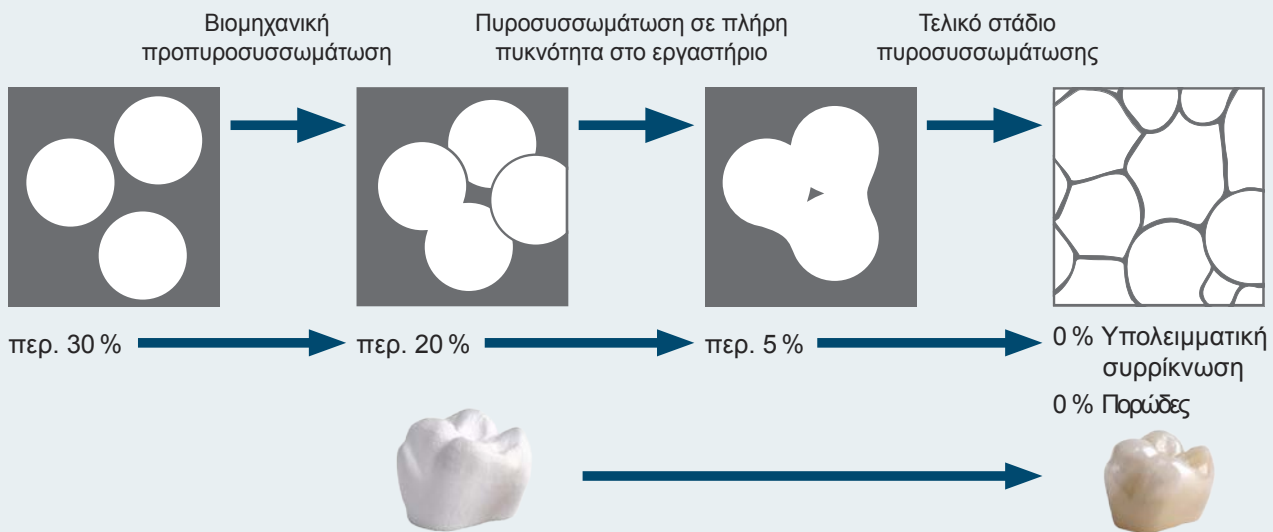 Βιομηχανική
προπυροσυσσωμάτωση
Πυροσυσσωμάτωση σε πλήρη
πυκνότητα στο εργαστήριο
Τελικό στάδιο
πυροσυσσωμάτωσης
περ. 30 %
περ. 20 %
περ. 5 %
0 % Υπολειμματική
συρρίκνωση
0 % Πορώδες